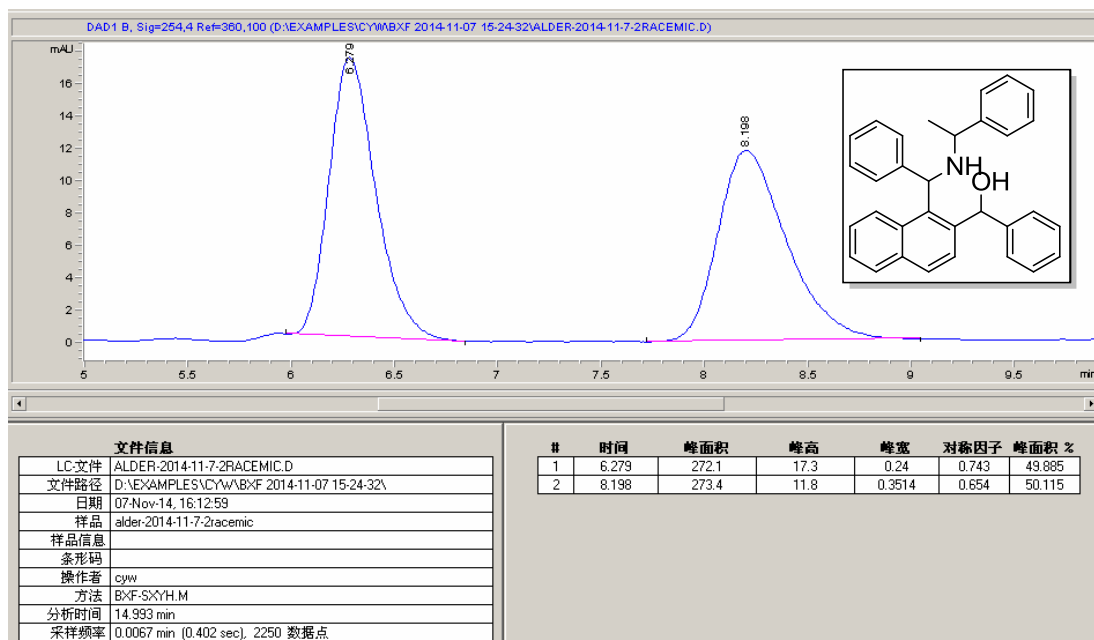 DAD1 B, Sig=254,4 Ref=360,100 (D:\EXAMPLES\CYW\BXF 2014-11-07 15-24-32\ALDER-2014-11-7-2RACEMIC.D)
mAU
16
14
12
10
8
6
4
2
0
6.279
8.198
NH
OH
5 5.5 6 6.5 7 7.5 8 8.5 9 9.5 min
文件信息
LC-文件 ALDER-2014-11-7-2RACEMIC.D
文件路径 D:\EXAMPLES\CYW\BXF 2014-11-07 15-24-32\
日期 07-Nov-14, 16:12:59
样品 alder-2014-11-7-2racemic
样品信息
条形码
操作者 cyw
方法 BXF-SXYH.M
分析时间 14.993 min
采样频率 0.0067 min (0.402 sec), 2250 数据点
# 时间 峰面积 峰高 峰宽 对称因子 峰面积 %
1 6.279 272.1 17.3 0.24 0.743 49.885
2 8.198 273.4 11.8 0.3514 0.654 50.115